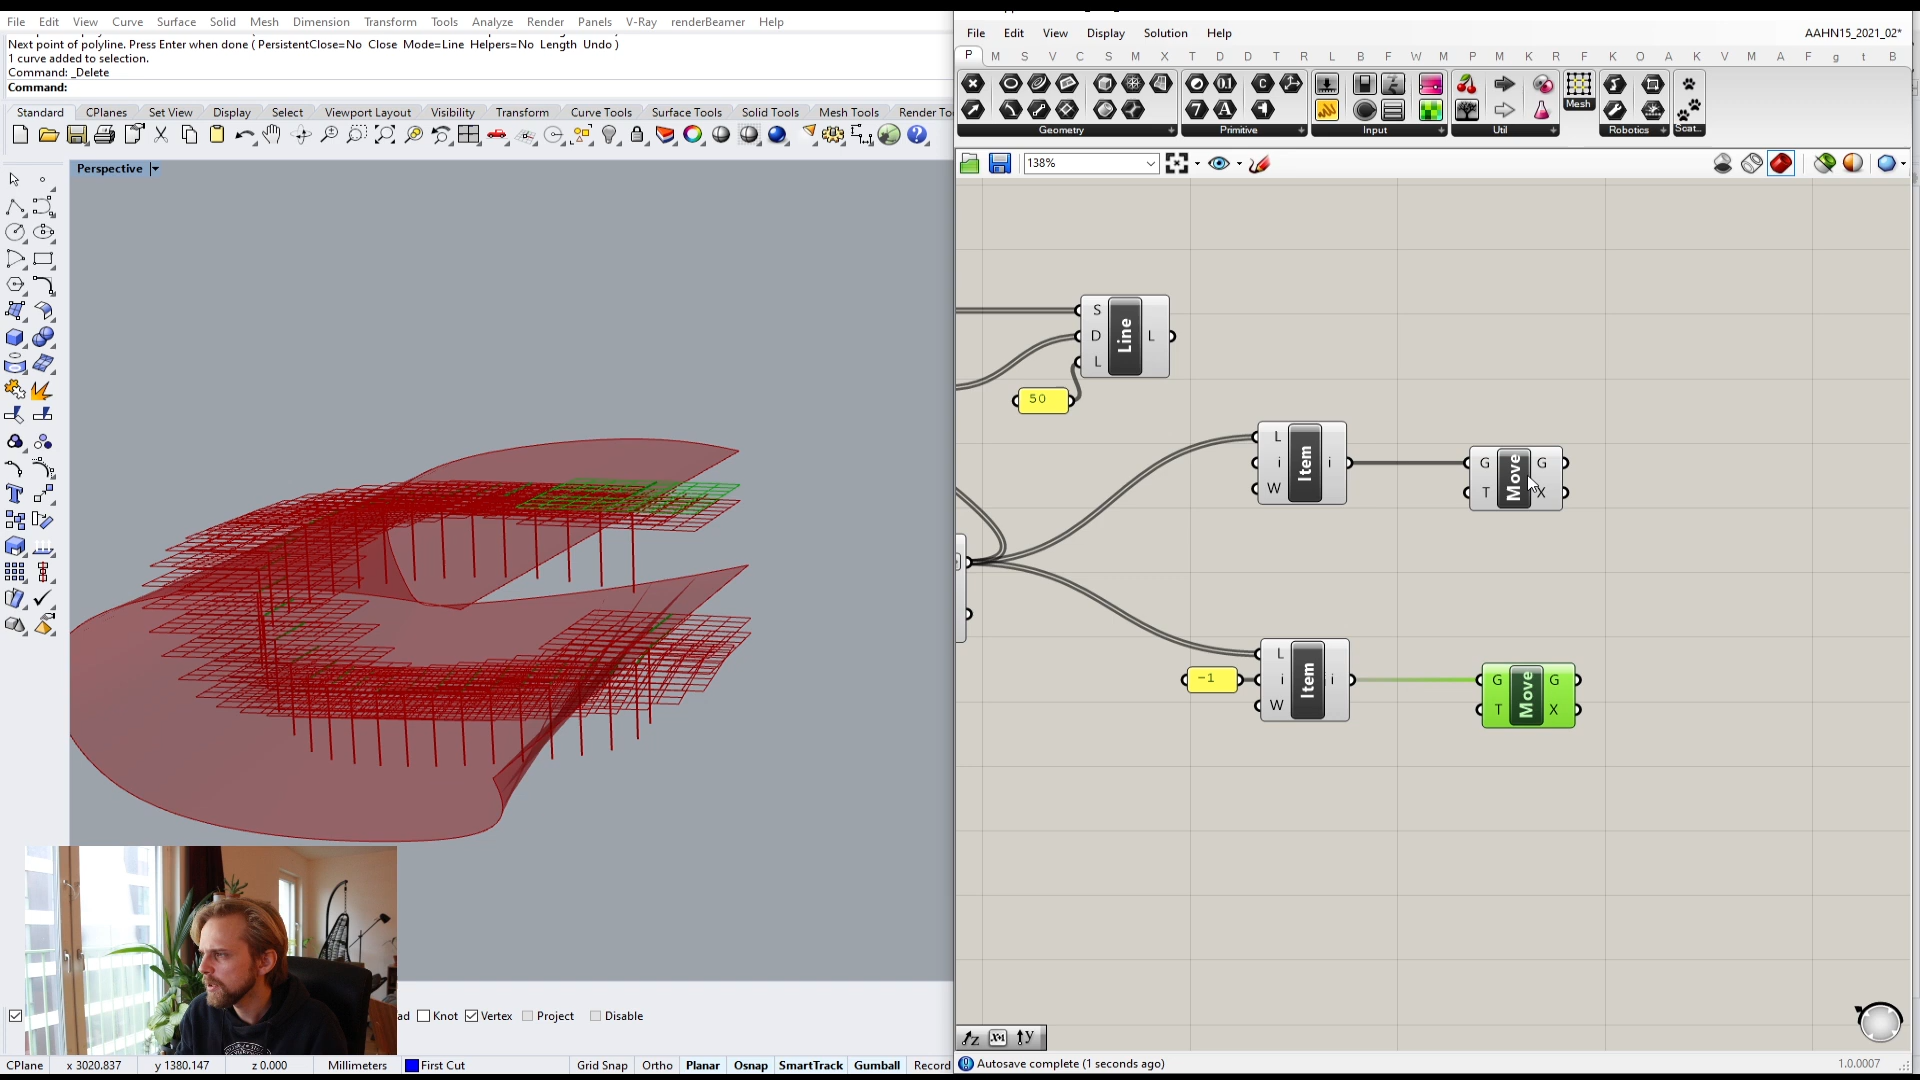 File Edit View Curve Surface Solid Mesh Dimension Transform Tools Analyze Render Panels V-Ray renderBeamer Help
Next point of polyline. Press Enter when done ( PersistentClose=No Close Mode=Line Helpers=No Length Undo )
1 curve added to selection.
Command: _Delete
Command:
Standard CPlanes Set View Display Select Viewport Layout Visibility Transform Curve Tools Surface Tools Solid Tools Mesh Tools Render To
Perspective
File Edit View Display Solution Help AAHN15_2021_02*
P M S V C S M X T D D T R L B F W M P M S M X K R O A M F E K T K L V M A F g t B
Mesh
Scat..
Geometry Primitive Input Util Robotics
138%
S
D
L
Line
L
50
L
i
W
Item
i
G
T
Move
G
X
-1
L
i
W
Item
i
G
T
Move
G
X
ad Knot Vertex Project Disable
CPlane x 3020.837 y 1380.147 z 0.000 Millimeters First Cut Grid Snap Ortho Planar Osnap SmartTrack Gumball Record
Autosave complete (1 seconds ago) 1.0.0007